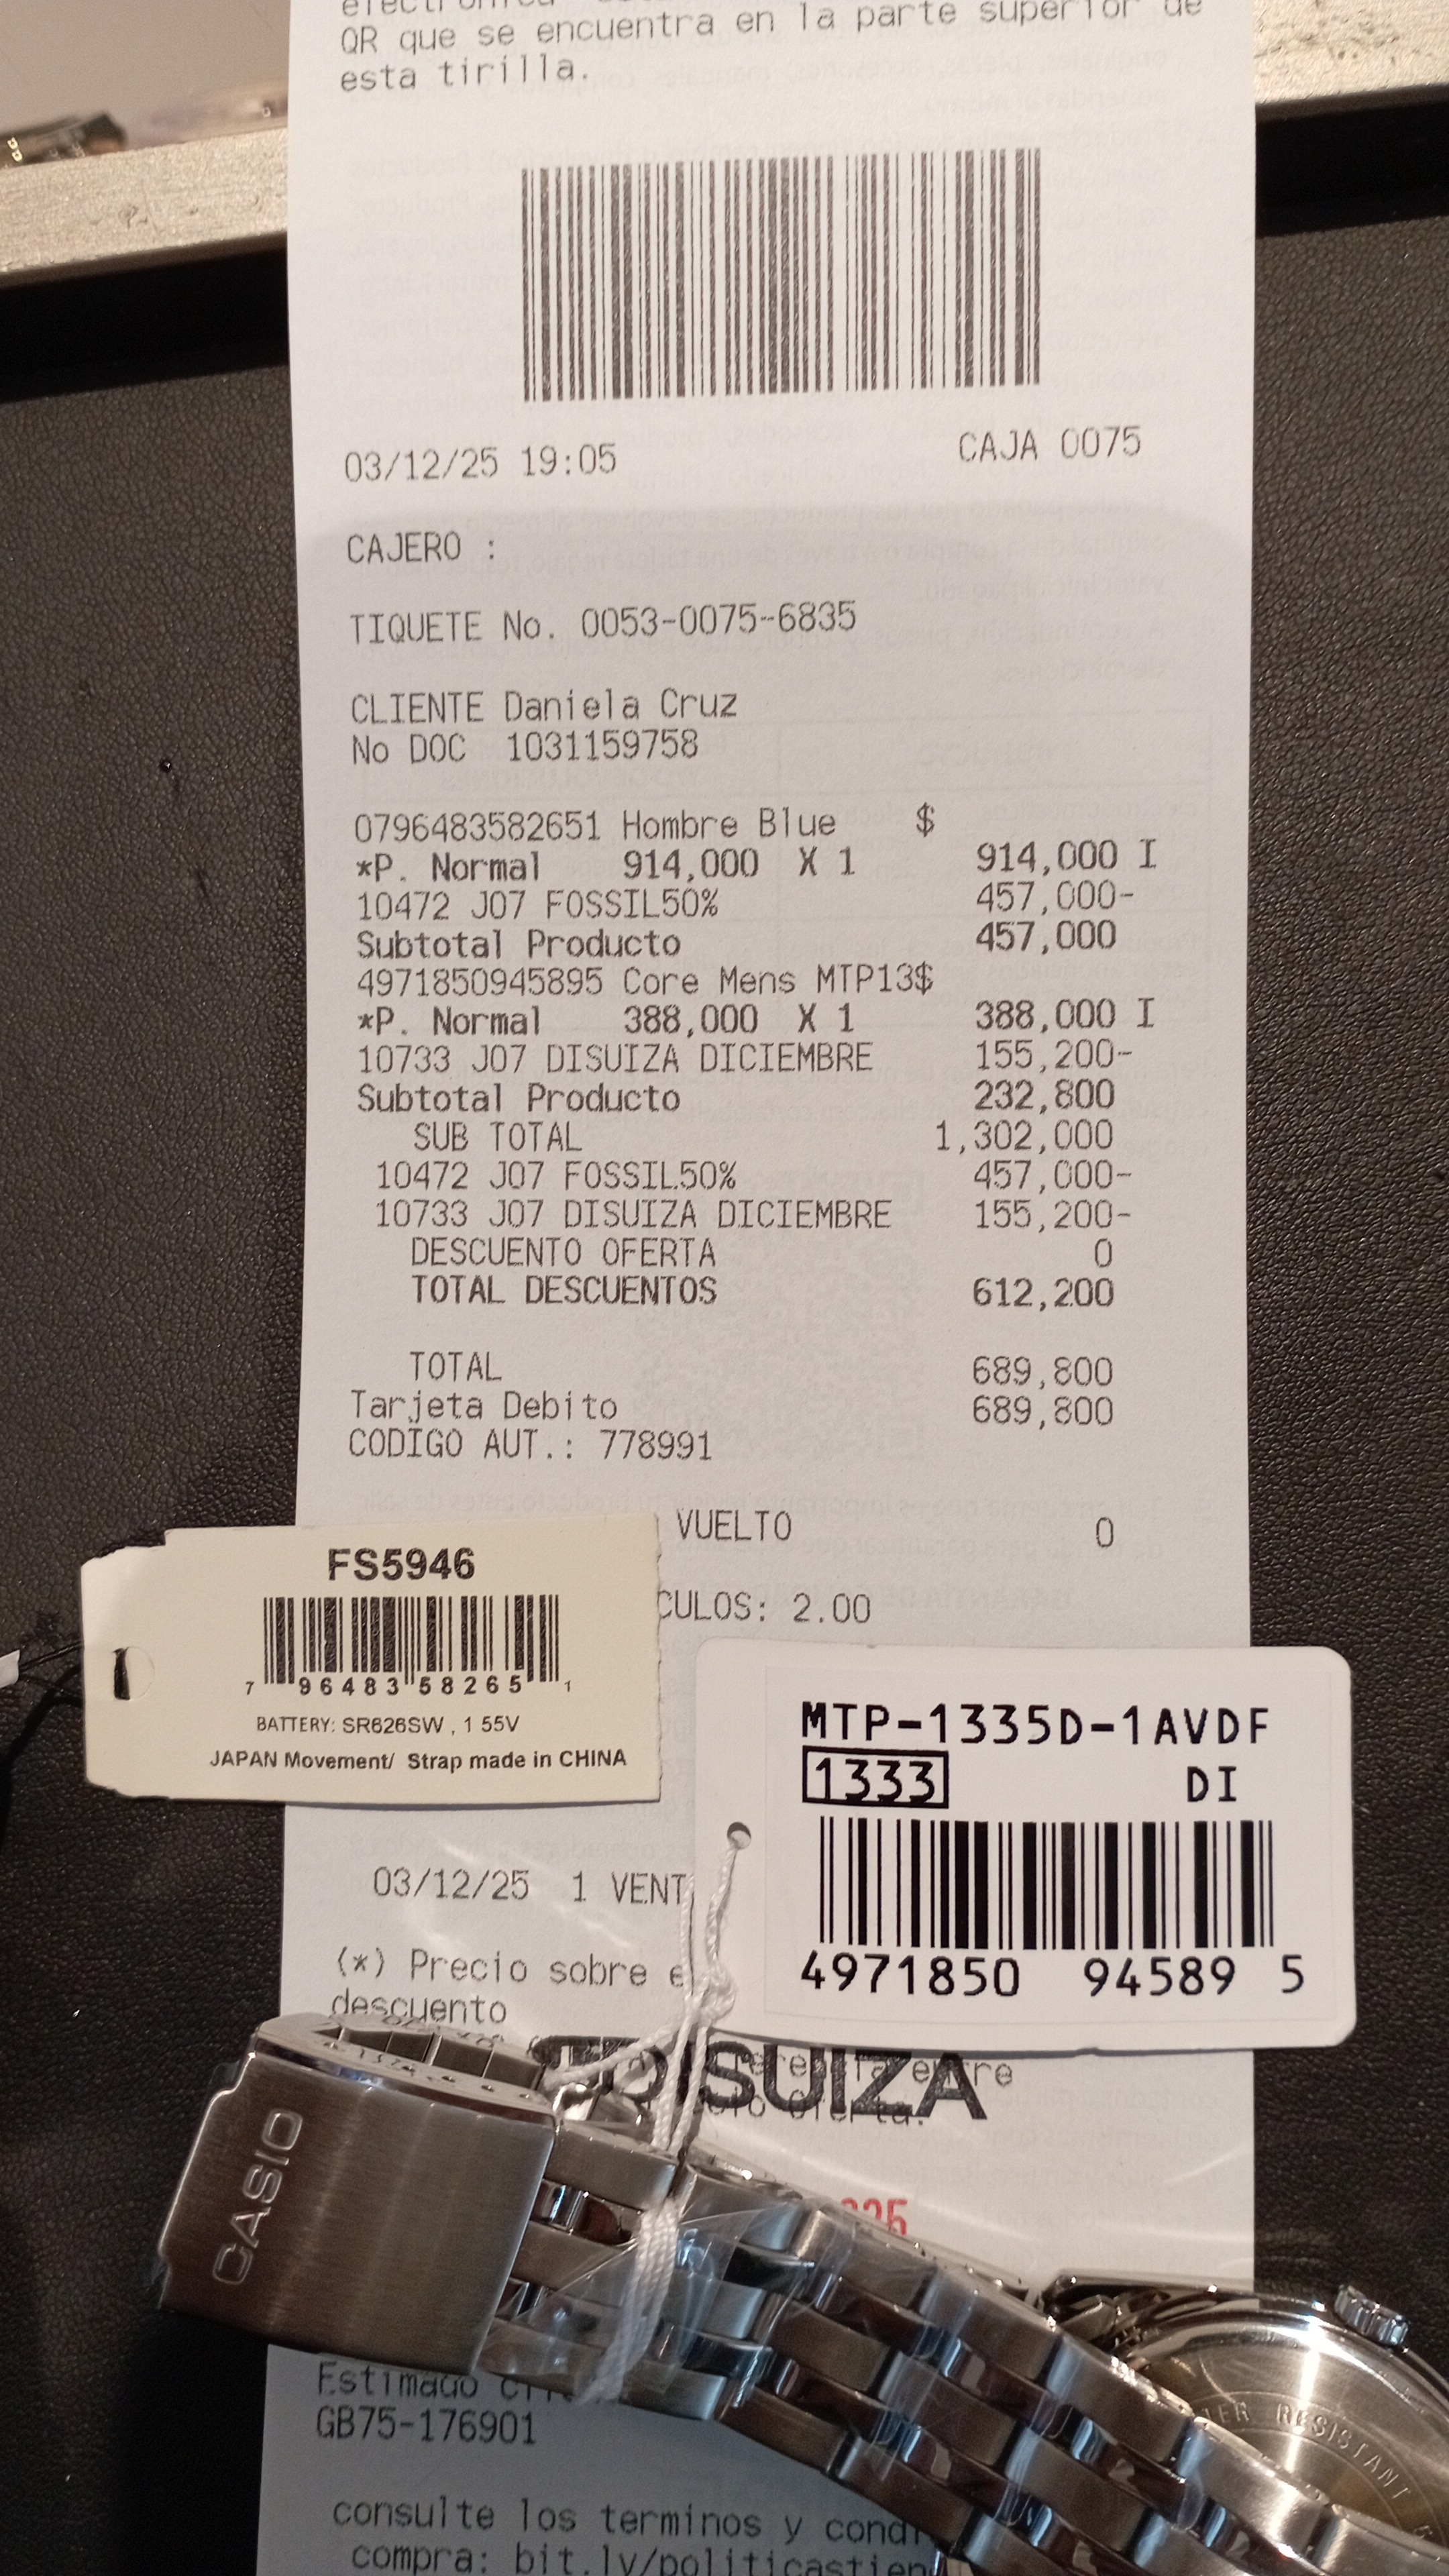 QR que se encuentra en la parte superior de
esta tirilla.
03/12/25 19:05 CAJA 0075
CAJERO :
TIQUETE No. 0053-0075-6835
CLIENTE Daniela Cruz
No DOC 1031159758
0796483582651 Hombre Blue $
*P. Normal 914,000 X 1 914,000 I
10472 J07 FOSSIL50% 457,000-
Subtotal Producto 457,000
4971850945895 Core Mens MTP13$
*P. Normal 388,000 X 1 388,000 I
10733 J07 DISUIZA DICIEMBRE 155,200-
Subtotal Producto 232,800
SUB TOTAL 1,302,000
10472 J07 FOSSIL50% 457,000-
10733 J07 DISUIZA DICIEMBRE 155,200-
DESCUENTO OFERTA 0
TOTAL DESCUENTOS 612,200
TOTAL 689,800
Tarjeta Debito 689,800
CODIGO AUT.: 778991
VUELTO 0
CULOS: 2.00
FS5946
7 96483 58265 1
BATTERY: SR626SW , 1 55V
JAPAN Movement/ Strap made in CHINA
MTP-1335D-1AVDF
1333 DI
4971850 94589 5
03/12/25 1 VENT
(*) Precio sobre e
descuento
DISUIZA
CASIO
RESISTANT
Estimado
GB75-176901
consulte los terminos y cond
compra: bit.ly/politicastien